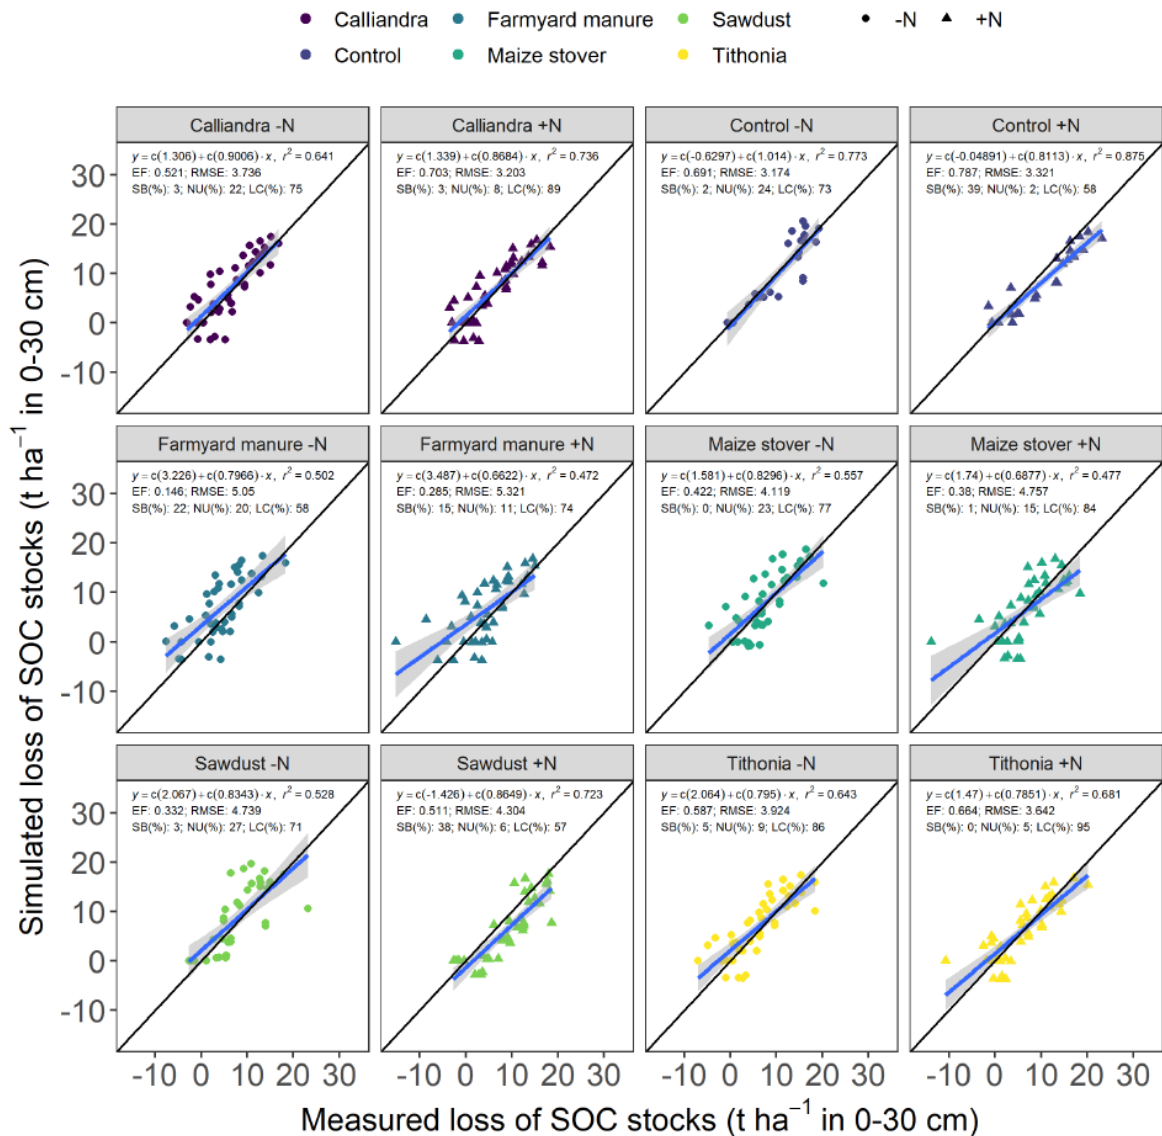 Calliandra Farmyard manure Sawdust -N +N
Control Maize stover Tithonia
Simulated loss of SOC stocks (t ha⁻¹ in 0-30 cm)
Calliandra -N
y = c(1.306) + c(0.9006) · x, r² = 0.641
EF: 0.521; RMSE: 3.736
SB(%): 3; NU(%): 22; LC(%): 75
Calliandra +N
y = c(1.339) + c(0.8684) · x, r² = 0.736
EF: 0.703; RMSE: 3.203
SB(%): 3; NU(%): 8; LC(%): 89
Control -N
y = c(-0.6297) + c(1.014) · x, r² = 0.773
EF: 0.691; RMSE: 3.174
SB(%): 2; NU(%): 24; LC(%): 73
Control +N
y = c(-0.04891) + c(0.8113) · x, r² = 0.875
EF: 0.787; RMSE: 3.321
SB(%): 39; NU(%): 2; LC(%): 58
30
20
10
0
-10
Farmyard manure -N
y = c(3.226) + c(0.7966) · x, r² = 0.502
EF: 0.146; RMSE: 5.05
SB(%): 22; NU(%): 20; LC(%): 58
Farmyard manure +N
y = c(3.487) + c(0.6622) · x, r² = 0.472
EF: 0.285; RMSE: 5.321
SB(%): 15; NU(%): 11; LC(%): 74
Maize stover -N
y = c(1.581) + c(0.8296) · x, r² = 0.557
EF: 0.422; RMSE: 4.119
SB(%): 0; NU(%): 23; LC(%): 77
Maize stover +N
y = c(1.74) + c(0.6877) · x, r² = 0.477
EF: 0.38; RMSE: 4.757
SB(%): 1; NU(%): 15; LC(%): 84
30
20
10
0
-10
Sawdust -N
y = c(2.067) + c(0.8343) · x, r² = 0.528
EF: 0.332; RMSE: 4.739
SB(%): 3; NU(%): 27; LC(%): 71
Sawdust +N
y = c(-1.426) + c(0.8649) · x, r² = 0.723
EF: 0.511; RMSE: 4.304
SB(%): 38; NU(%): 6; LC(%): 57
Tithonia -N
y = c(2.064) + c(0.795) · x, r² = 0.643
EF: 0.587; RMSE: 3.924
SB(%): 5; NU(%): 9; LC(%): 86
Tithonia +N
y = c(1.47) + c(0.7851) · x, r² = 0.681
EF: 0.664; RMSE: 3.642
SB(%): 0; NU(%): 5; LC(%): 95
30
20
10
0
-10
-10 0 10 20 30 -10 0 10 20 30 -10 0 10 20 30 -10 0 10 20 30
Measured loss of SOC stocks (t ha⁻¹ in 0-30 cm)